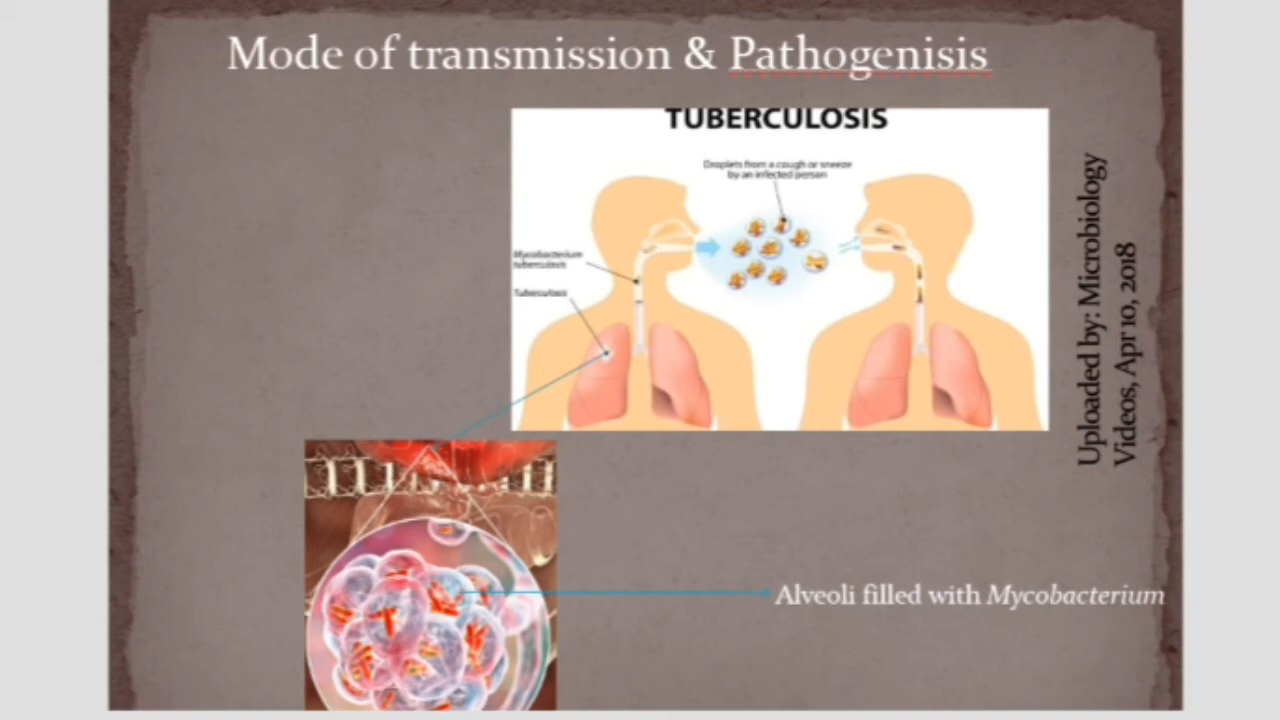 Mode of transmission & Pathogenisis
TUBERCULOSIS
Droplets from a cough or sneeze
by an infected person
Mycobacterium
tuberculosis
Tuberculosis
Uploaded by: Microbiology
Videos, Apr 10, 2018
Alveoli filled with Mycobacterium